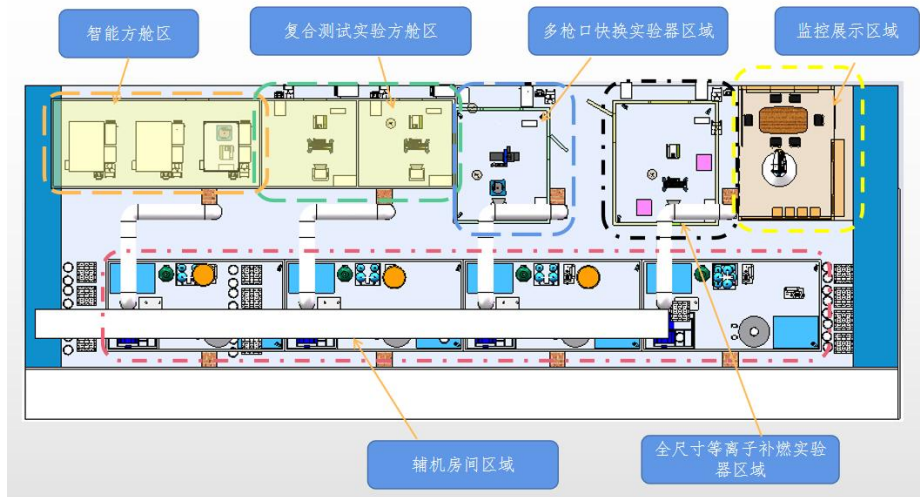 智能方舱区
复合测试实验方舱区
多枪口快换实验器区域
监控展示区域
辅机房间区域
全尺寸等离子补燃实验
器区域